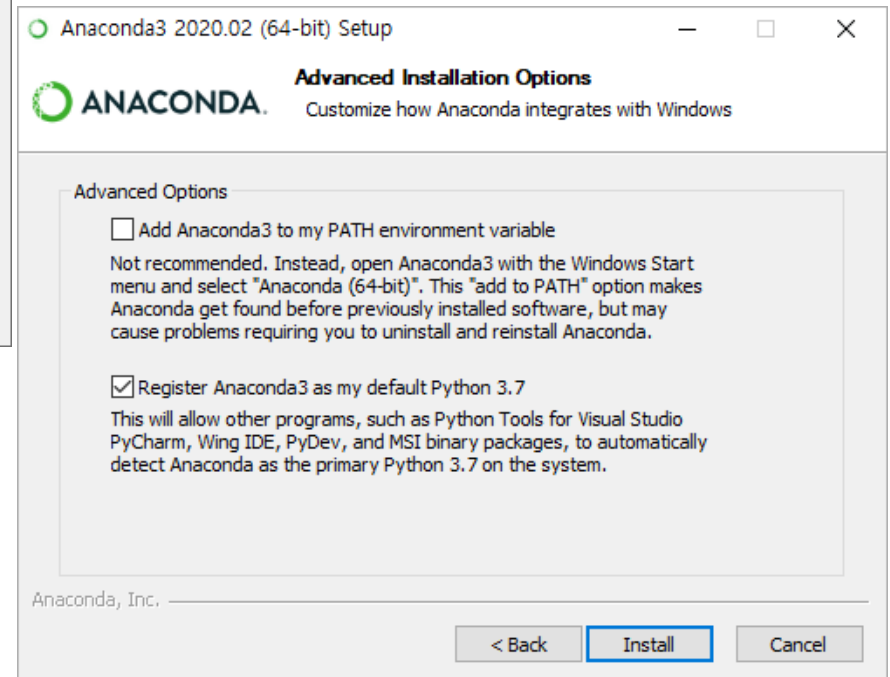 Anaconda3 2020.02 (64-bit) Setup
ANACONDA.
Advanced Installation Options
Customize how Anaconda integrates with Windows
Advanced Options
Add Anaconda3 to my PATH environment variable
Not recommended. Instead, open Anaconda3 with the Windows Start
menu and select "Anaconda (64-bit)". This "add to PATH" option makes
Anaconda get found before previously installed software, but may
cause problems requiring you to uninstall and reinstall Anaconda.
Register Anaconda3 as my default Python 3.7
This will allow other programs, such as Python Tools for Visual Studio
PyCharm, Wing IDE, PyDev, and MSI binary packages, to automatically
detect Anaconda as the primary Python 3.7 on the system.
Anaconda, Inc.
< Back
Install
Cancel